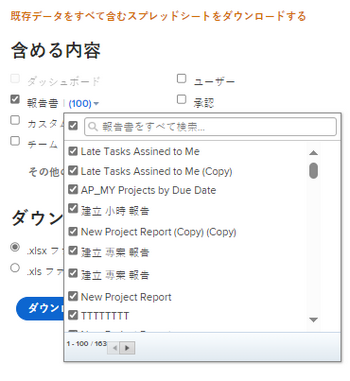 既存データをすべて含むスプレッドシートをダウンロードする
含める内容
ダッシュボード
ユーザー
報告書 (100)
承認
カスタム
チーム
その他の
報告書をすべて検索...
Late Tasks Assined to Me
Late Tasks Assined to Me (Copy)
AP_MY Projects by Due Date
建立 小時 報告
New Project Report (Copy) (Copy)
建立 専案 報告
建立 専案 報告
New Project Report
TTTTTTTT
ダウン
.xlsx ファ
.xls ファ
ダウンロ
1 - 100 / 163